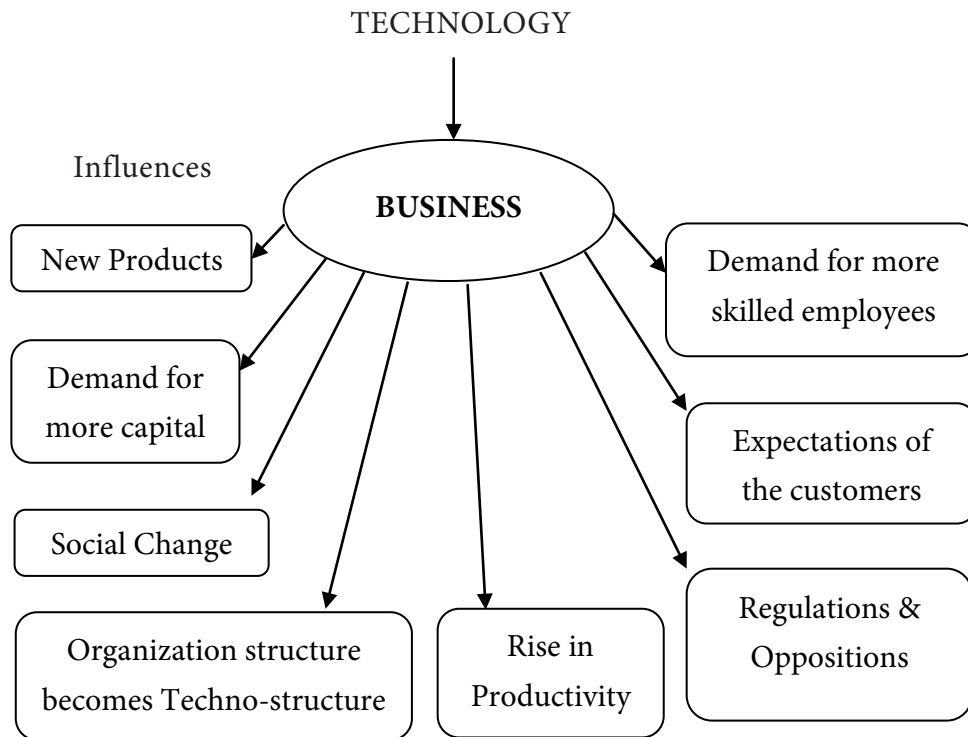 TECHNOLOGY
Influences
BUSINESS
New Products
Demand for more
skilled employees
Demand for
more capital
Expectations of
the customers
Social Change
Regulations &
Oppositions
Organization structure
becomes Techno-structure
Rise in
Productivity